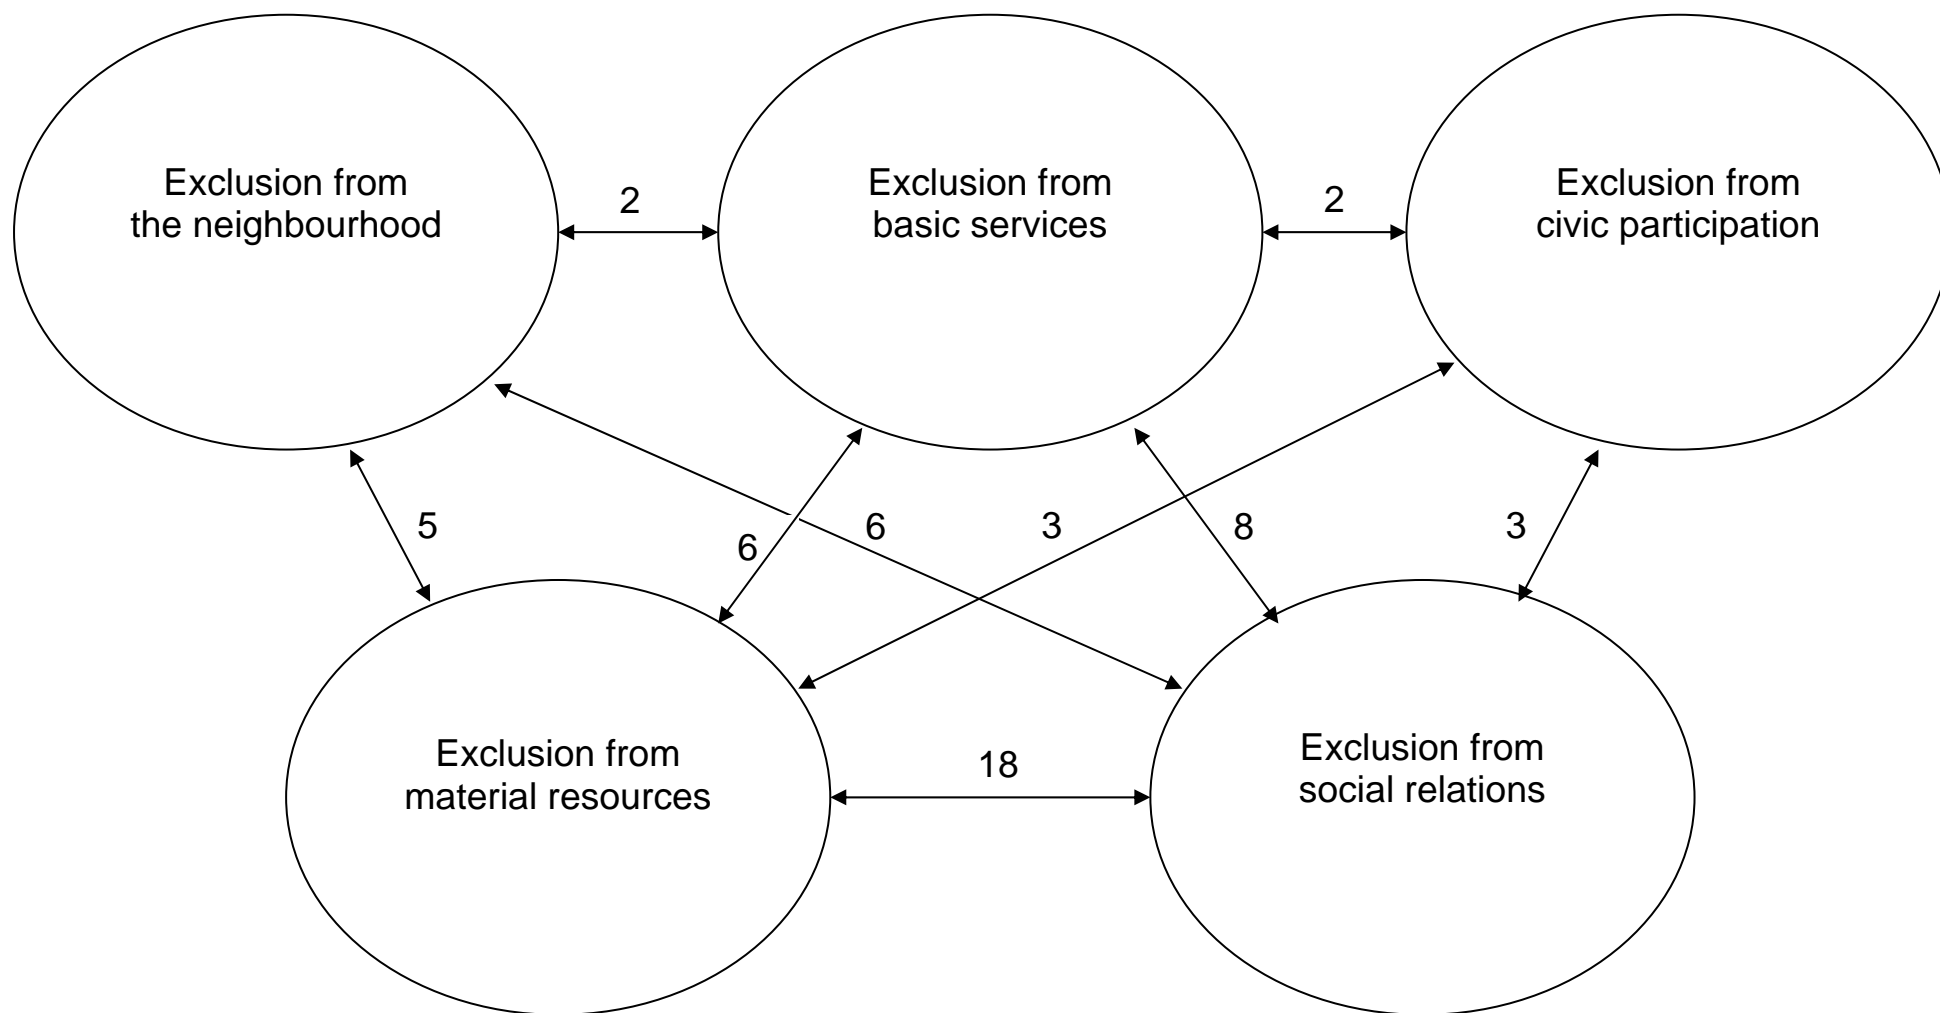 Exclusion from
the neighbourhood
2
Exclusion from
basic services
2
Exclusion from
civic participation
5
6
6
3
8
3
Exclusion from
material resources
18
Exclusion from
social relations